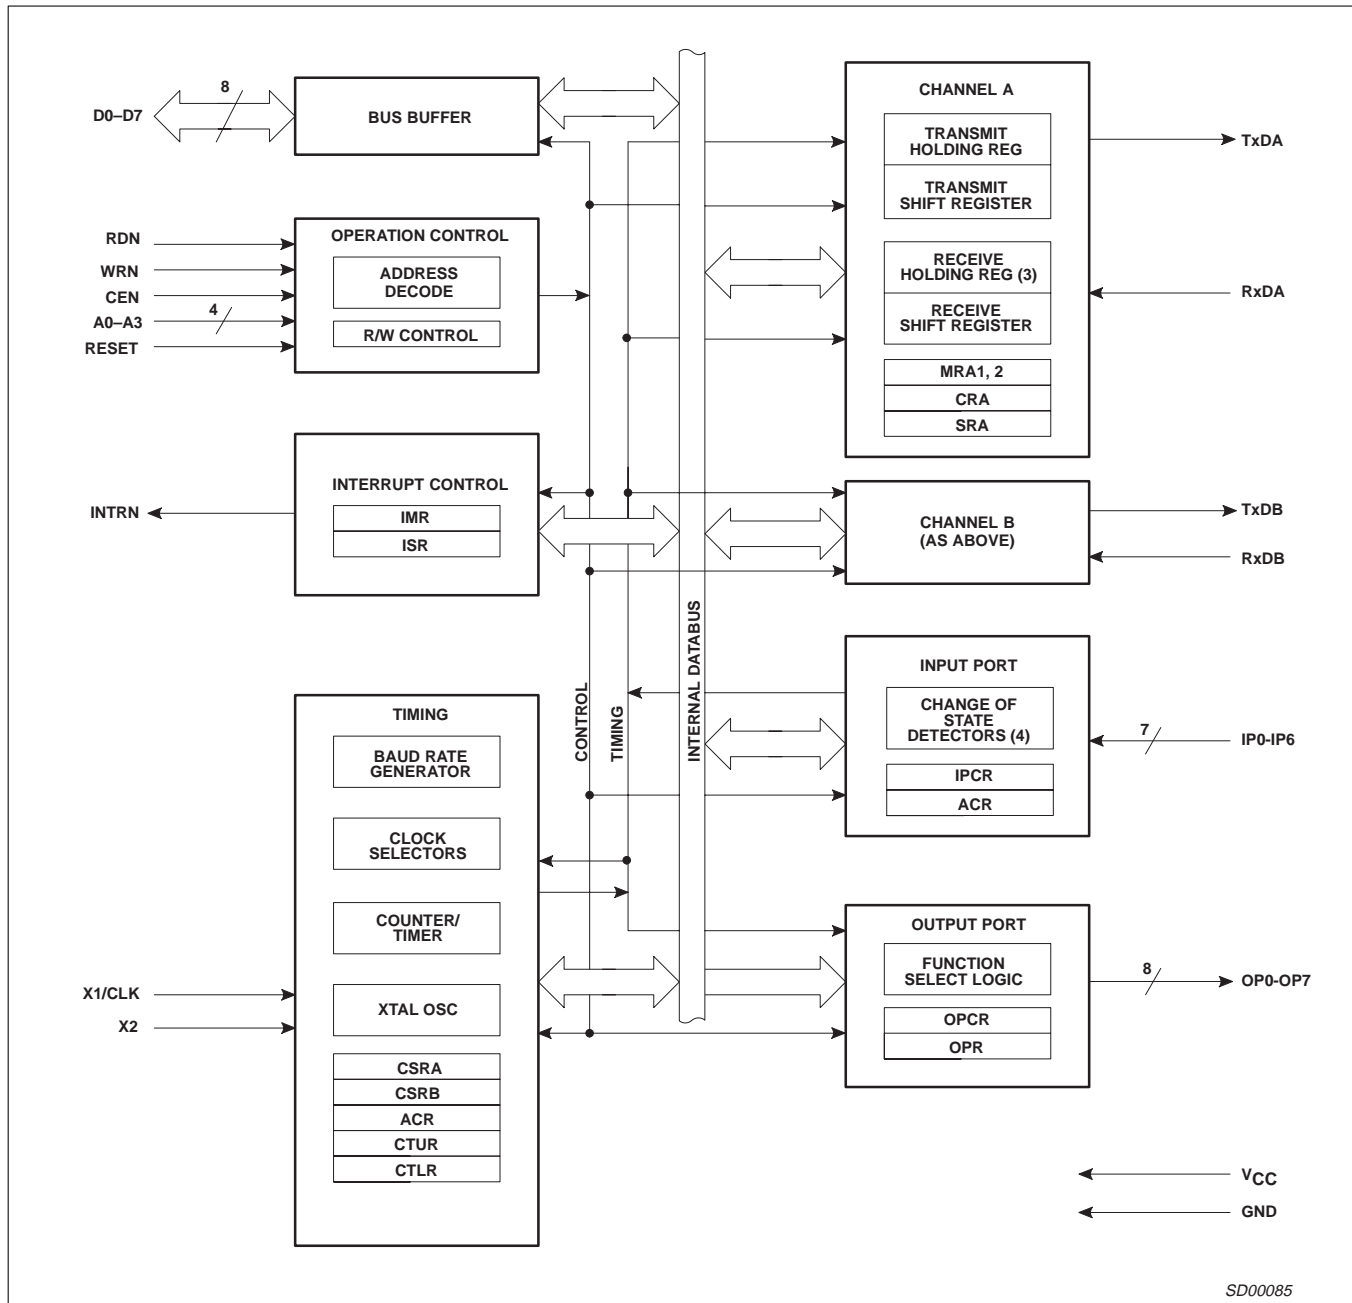 D0–D7
8
BUS BUFFER
RDN
WRN
CEN
A0–A3
4
RESET
OPERATION CONTROL
ADDRESS
DECODE
R/W CONTROL
INTRN
INTERRUPT CONTROL
IMR
ISR
TIMING
BAUD RATE
GENERATOR
CLOCK
SELECTORS
COUNTER/
TIMER
X1/CLK
X2
XTAL OSC
CSRA
CSRB
ACR
CTUR
CTLR
CONTROL
TIMING
INTERNAL DATABUS
CHANNEL A
TRANSMIT
HOLDING REG
TRANSMIT
SHIFT REGISTER
RECEIVE
HOLDING REG (3)
RECEIVE
SHIFT REGISTER
MRA1, 2
CRA
SRA
TxDA
RxDA
CHANNEL B
(AS ABOVE)
TxDB
RxDB
INPUT PORT
CHANGE OF
STATE
DETECTORS (4)
IPCR
ACR
7
IP0-IP6
OUTPUT PORT
FUNCTION
SELECT LOGIC
OPCR
OPR
8
OP0-OP7
VCC
GND
SD00085